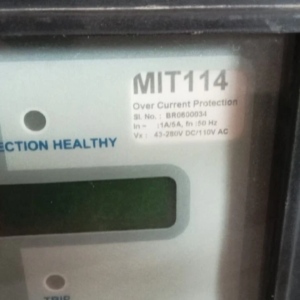 MIT114
Over Current Protection
Sl. No. : BR0600034
In = :1A/5A, fn :50 Hz
Vx : 43-280V DC/110V AC
ECTION HEALTHY